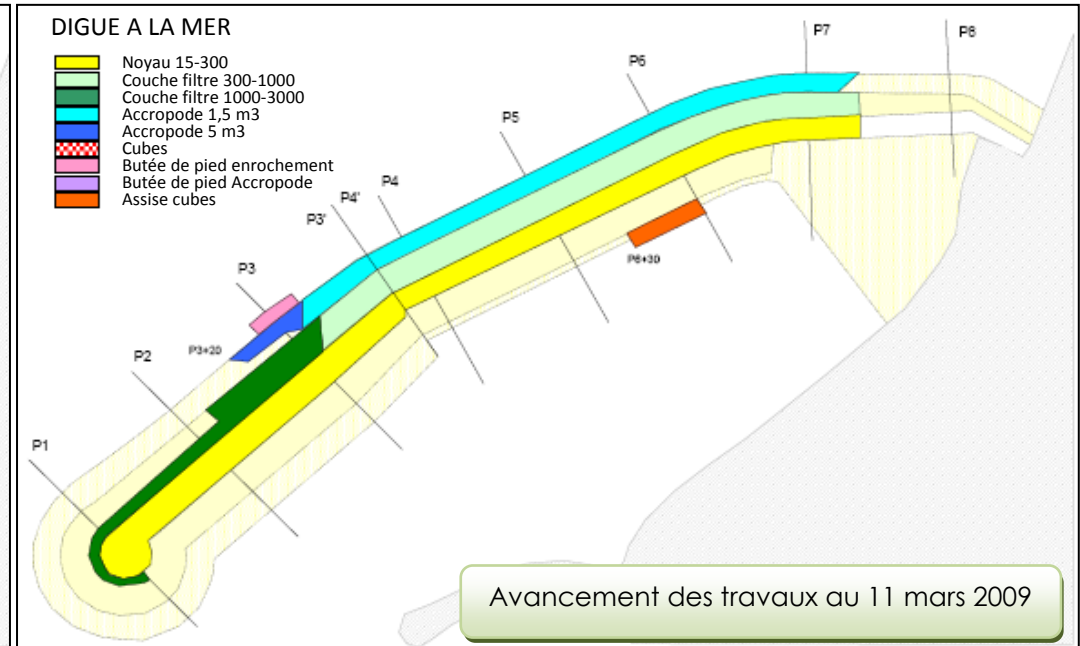 DIGUE A LA MER
Noyau 15-300
Couche filtre 300-1000
Couche filtre 1000-3000
Accropode 1,5 m3
Accropode 5 m3
Cubes
Butée de pied enrochement
Butée de pied Accropode
Assise cubes
P8
P7
P6
P5
P4
P4'
P3'
P3
P6+30
P3+20
P2
P1
Avancement des travaux au 11 mars 2009